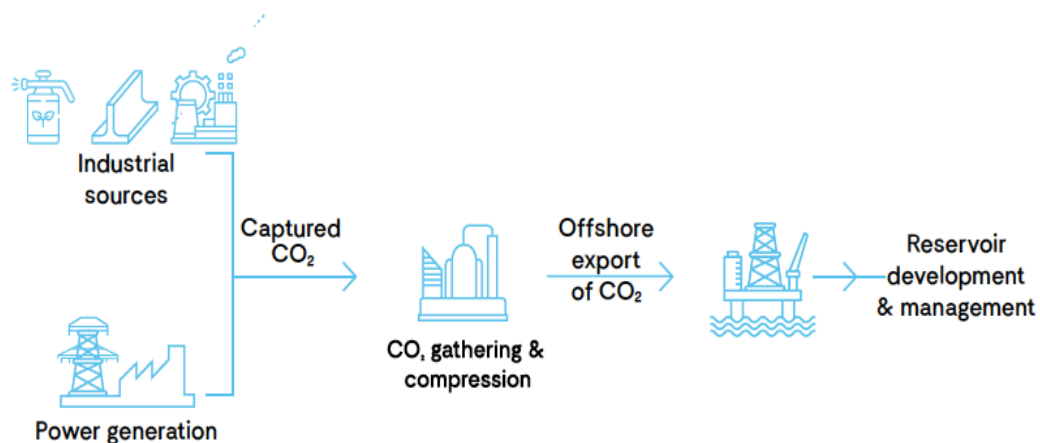 Industrial
sources
Captured
CO₂
Offshore
export
of CO₂
Reservoir
development
& management
CO₂ gathering &
compression
Power generation